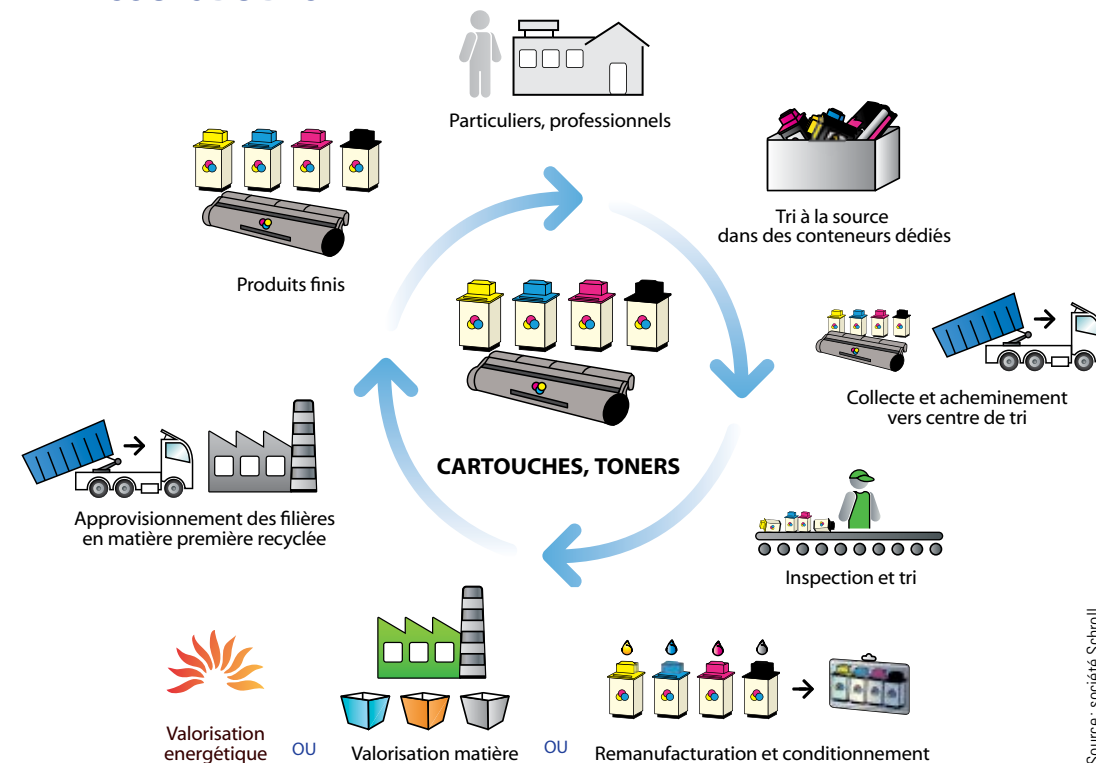 Particuliers, professionnels
Tri à la source
dans des conteneurs dédiés
Produits finis
Collecte et acheminement
vers centre de tri
CARTOUCHES, TONERS
Approvisionnement des filières
en matière première recyclée
Inspection et tri
Valorisation
énergétique
OU
Valorisation matière
OU
Remanufacturation et conditionnement
Source : société Schroll